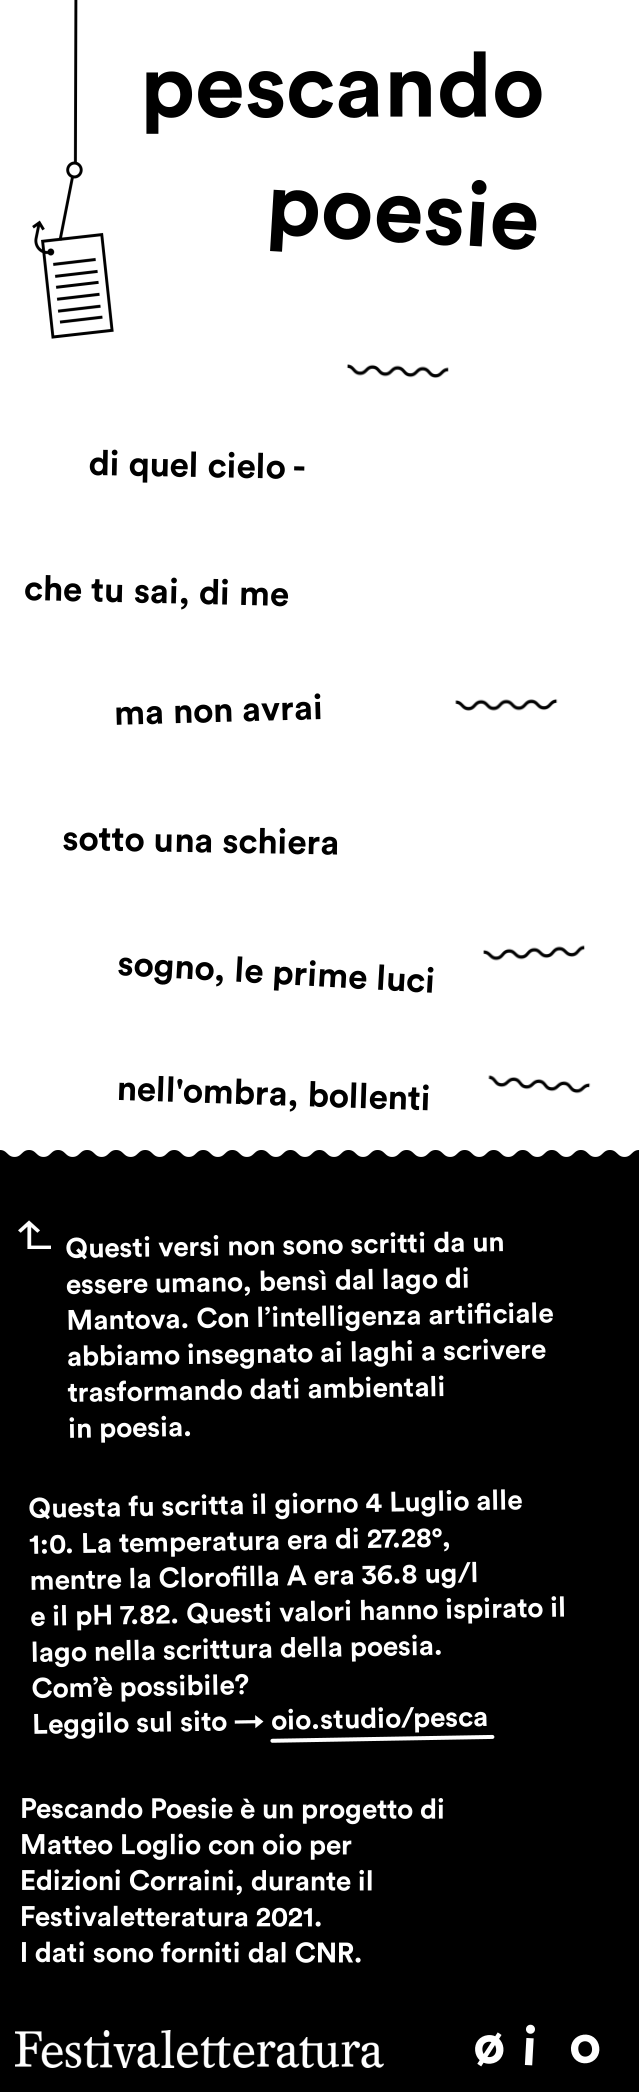 pescando
poesie
di quel cielo -
che tu sai, di me
ma non avrai
sotto una schiera
sogno, le prime luci
nell'ombra, bollenti
Questi versi non sono scritti da un
essere umano, bensì dal lago di
Mantova. Con l’intelligenza artificiale
abbiamo insegnato ai laghi a scrivere
trasformando dati ambientali
in poesia.
Questa fu scritta il giorno 4 Luglio alle
1:0. La temperatura era di 27.28°,
mentre la Clorofilla A era 36.8 ug/l
e il pH 7.82. Questi valori hanno ispirato il
lago nella scrittura della poesia.
Com’è possibile?
Leggilo sul sito → oio.studio/pesca
Pescando Poesie è un progetto di
Matteo Loglio con oio per
Edizioni Corraini, durante il
Festivaletteratura 2021.
I dati sono forniti dal CNR.
Festivaletteratura ø i o